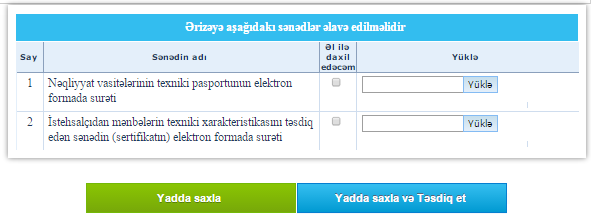 Ərizəyə aşağıdakı sənədlər əlavə edilməlidir
Say
Sənədin adı
Əl ilə
daxil
edəcəm
Yüklə
1
Nəqliyyat vasitələrinin texniki pasportunun elektron
formada surəti
Yüklə
2
İstehsalçıdan mənbələrin texniki xarakteristikasını təsdiq
edən sənədin (sertifikatın) elektron formada surəti
Yüklə
Yadda saxla
Yadda saxla və Təsdiq et